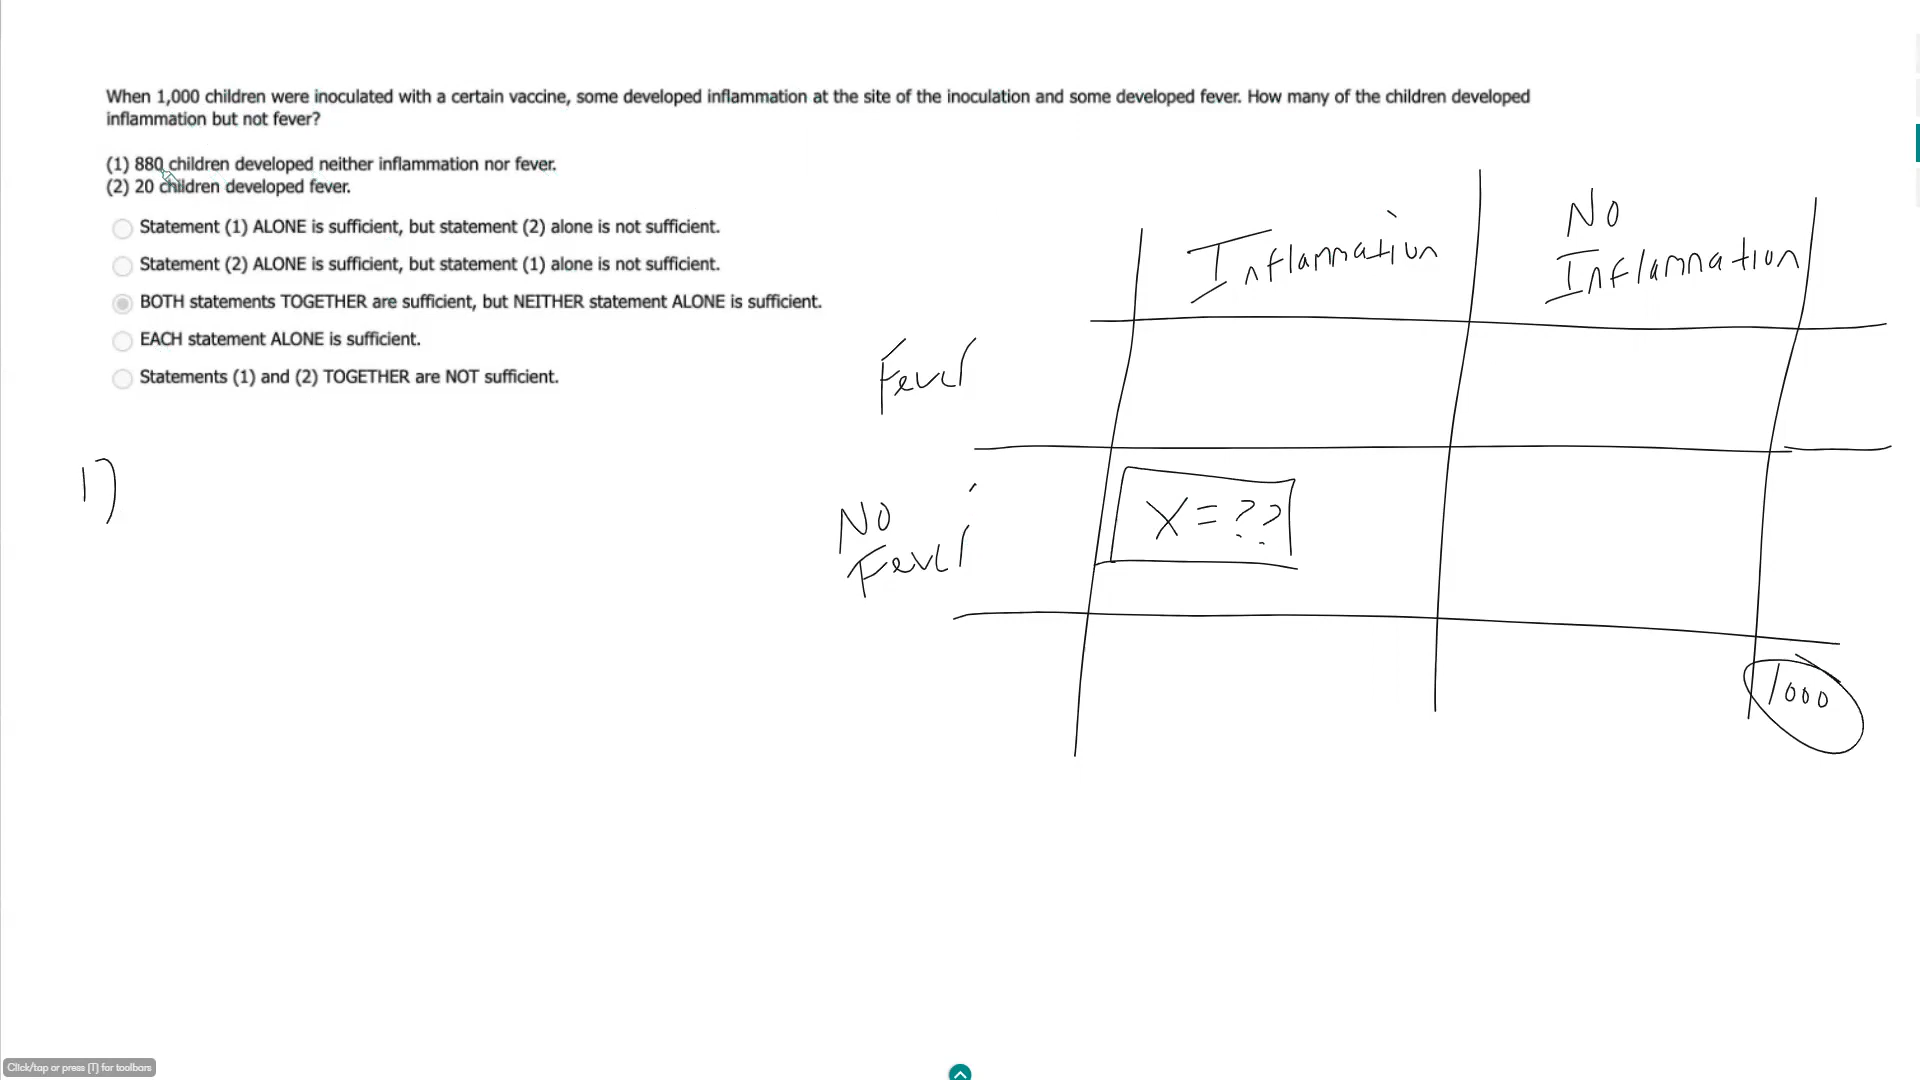 When 1,000 children were inoculated with a certain vaccine, some developed inflammation at the site of the inoculation and some developed fever. How many of the children developed
inflammation but not fever?
(1) 880 children developed neither inflammation nor fever.
(2) 20 children developed fever.
Statement (1) ALONE is sufficient, but statement (2) alone is not sufficient.
Statement (2) ALONE is sufficient, but statement (1) alone is not sufficient.
BOTH statements TOGETHER are sufficient, but NEITHER statement ALONE is sufficient.
EACH statement ALONE is sufficient.
Statements (1) and (2) TOGETHER are NOT sufficient.
1)
Inflammation
No
Inflamnation
Fever
No
Fever
X = ??
1000
Click/tap or press [T] for toolbars